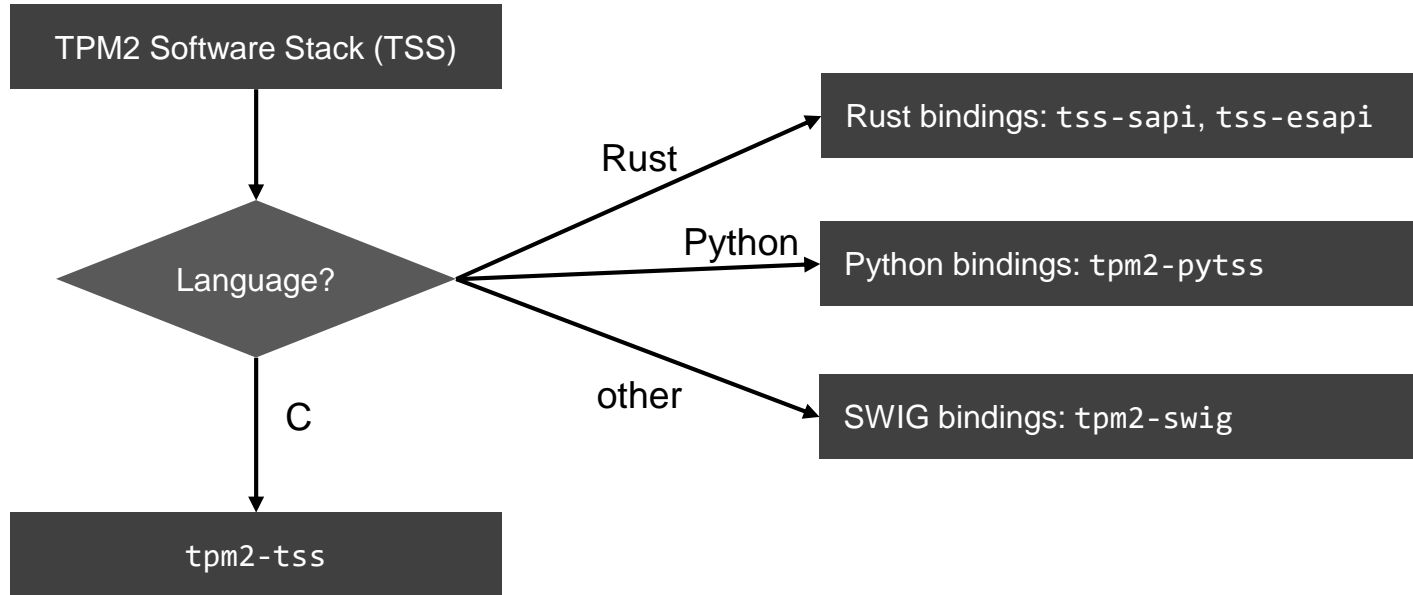 TPM2 Software Stack (TSS)
Rust bindings: tss-sapi, tss-esapi
Rust
Python
Python bindings: tpm2-pytss
Language?
other
SWIG bindings: tpm2-swig
C
tpm2-tss